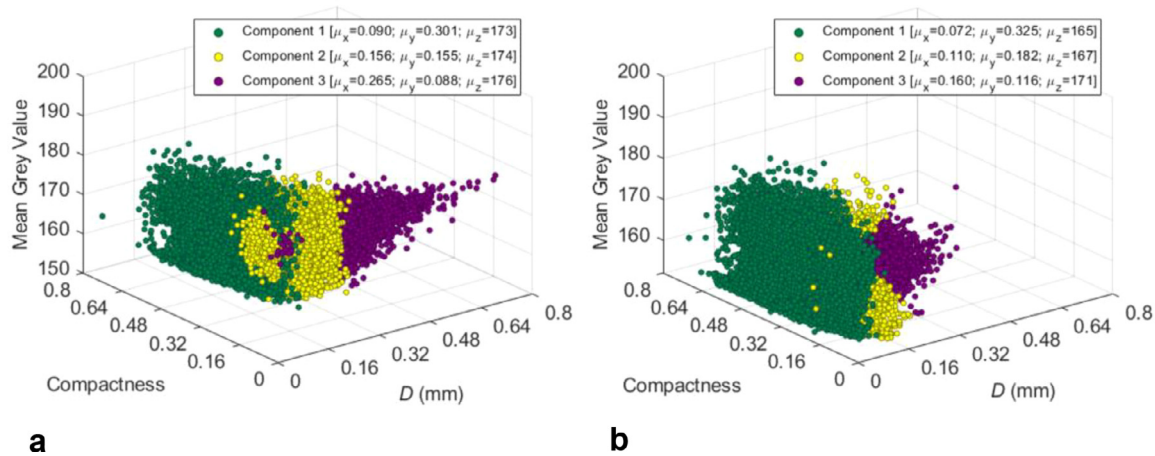 Component 1 [μx=0.090; μy=0.301; μz=173]
Component 2 [μx=0.156; μy=0.155; μz=174]
Component 3 [μx=0.265; μy=0.088; μz=176]
Mean Grey Value
200
190
180
170
160
150
0.8
0.64
0.48
0.32
0.16
0
Compactness
0
0.16
0.32
0.48
0.64
0.8
D (mm)
a
Component 1 [μx=0.072; μy=0.325; μz=165]
Component 2 [μx=0.110; μy=0.182; μz=167]
Component 3 [μx=0.160; μy=0.116; μz=171]
Mean Grey Value
200
190
180
170
160
0.8
0.64
0.48
0.32
0.16
0
Compactness
0
0.16
0.32
0.48
0.64
0.8
D (mm)
b